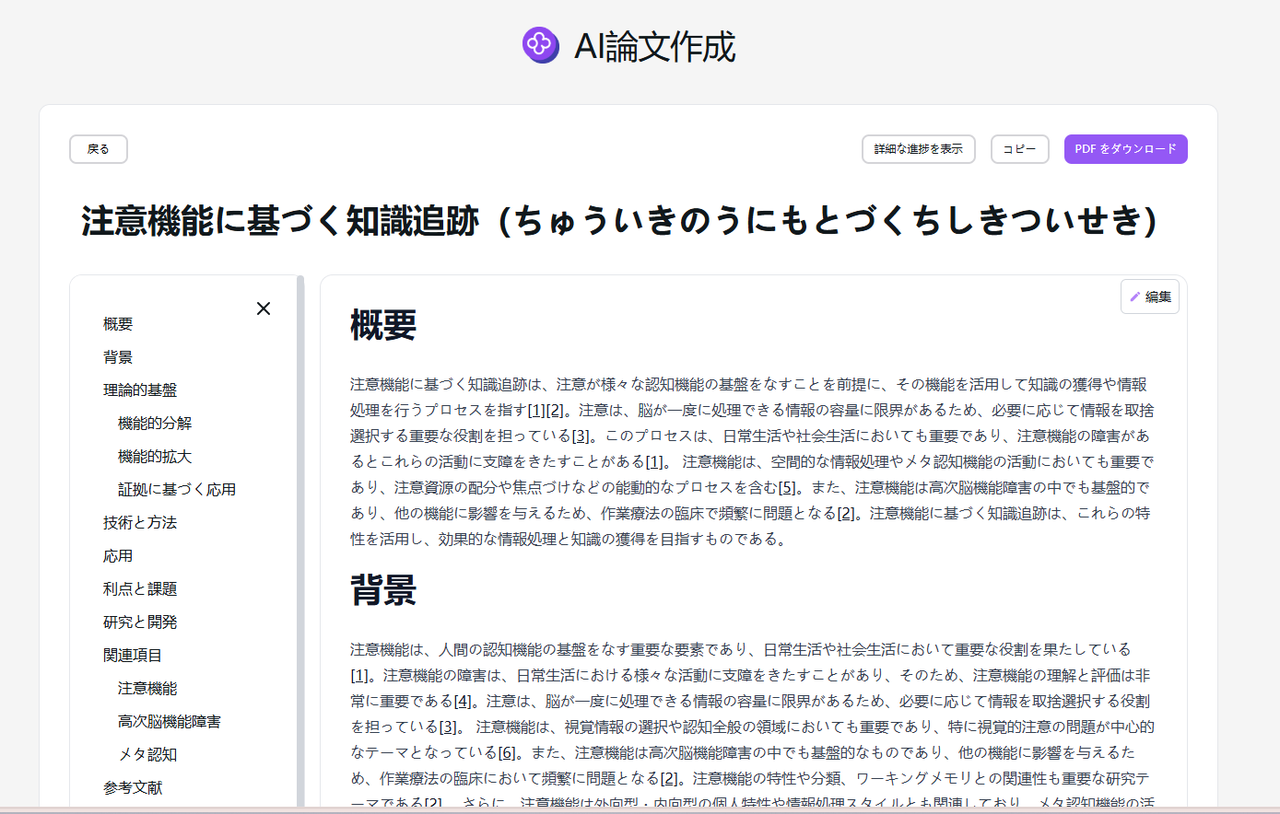 AI論文作成
戻る
詳細な進捗を表示
コピー
PDF をダウンロード
注意機能に基づく知識追跡（ちゅういきのうにもとづくちしきついせき）
概要
背景
理論的基盤
機能的分解
機能的拡大
証拠に基づく応用
技術と方法
応用
利点と課題
研究と開発
関連項目
注意機能
高次脳機能障害
メタ認知
参考文献
編集
概要
注意機能に基づく知識追跡は、注意が様々な認知機能の基盤をなすことを前提に、その機能を活用して知識の獲得や情報
処理を行うプロセスを指す[1][2]。注意は、脳が一度に処理できる情報の容量に限界があるため、必要に応じて情報を取捨
選択する重要な役割を担っている[3]。このプロセスは、日常生活や社会生活においても重要であり、注意機能の障害があ
るとこれらの活動に支障をきたすことがある[1]。 注意機能は、空間的な情報処理やメタ認知機能の活動においても重要で
あり、注意資源の配分や焦点づけなどの能動的なプロセスを含む[5]。また、注意機能は高次脳機能障害の中でも基盤的で
あり、他の機能に影響を与えるため、作業療法の臨床で頻繁に問題となる[2]。注意機能に基づく知識追跡は、これらの特
性を活用し、効果的な情報処理と知識の獲得を目指すものである。
背景
注意機能は、人間の認知機能の基盤をなす重要な要素であり、日常生活や社会生活において重要な役割を果たしている
[1]。注意機能の障害は、日常生活における様々な活動に支障をきたすことがあり、そのため、注意機能の理解と評価は非
常に重要である[4]。注意は、脳が一度に処理できる情報の容量に限界があるため、必要に応じて情報を取捨選択する役割
を担っている[3]。 注意機能は、視覚情報の選択や認知全般の領域においても重要であり、特に視覚的注意の問題が中心的
なテーマとなっている[6]。また、注意機能は高次脳機能障害の中でも基盤的なものであり、他の機能に影響を与えるた
め、作業療法の臨床において頻繁に問題となる[2]。注意機能の特性や分類、ワーキングメモリとの関連性も重要な研究テ
ーマである[2]。 さらに、注意機能は外向型・内向型の個人特性や情報処理スタイルとも関連しており、メタ認知機能の活